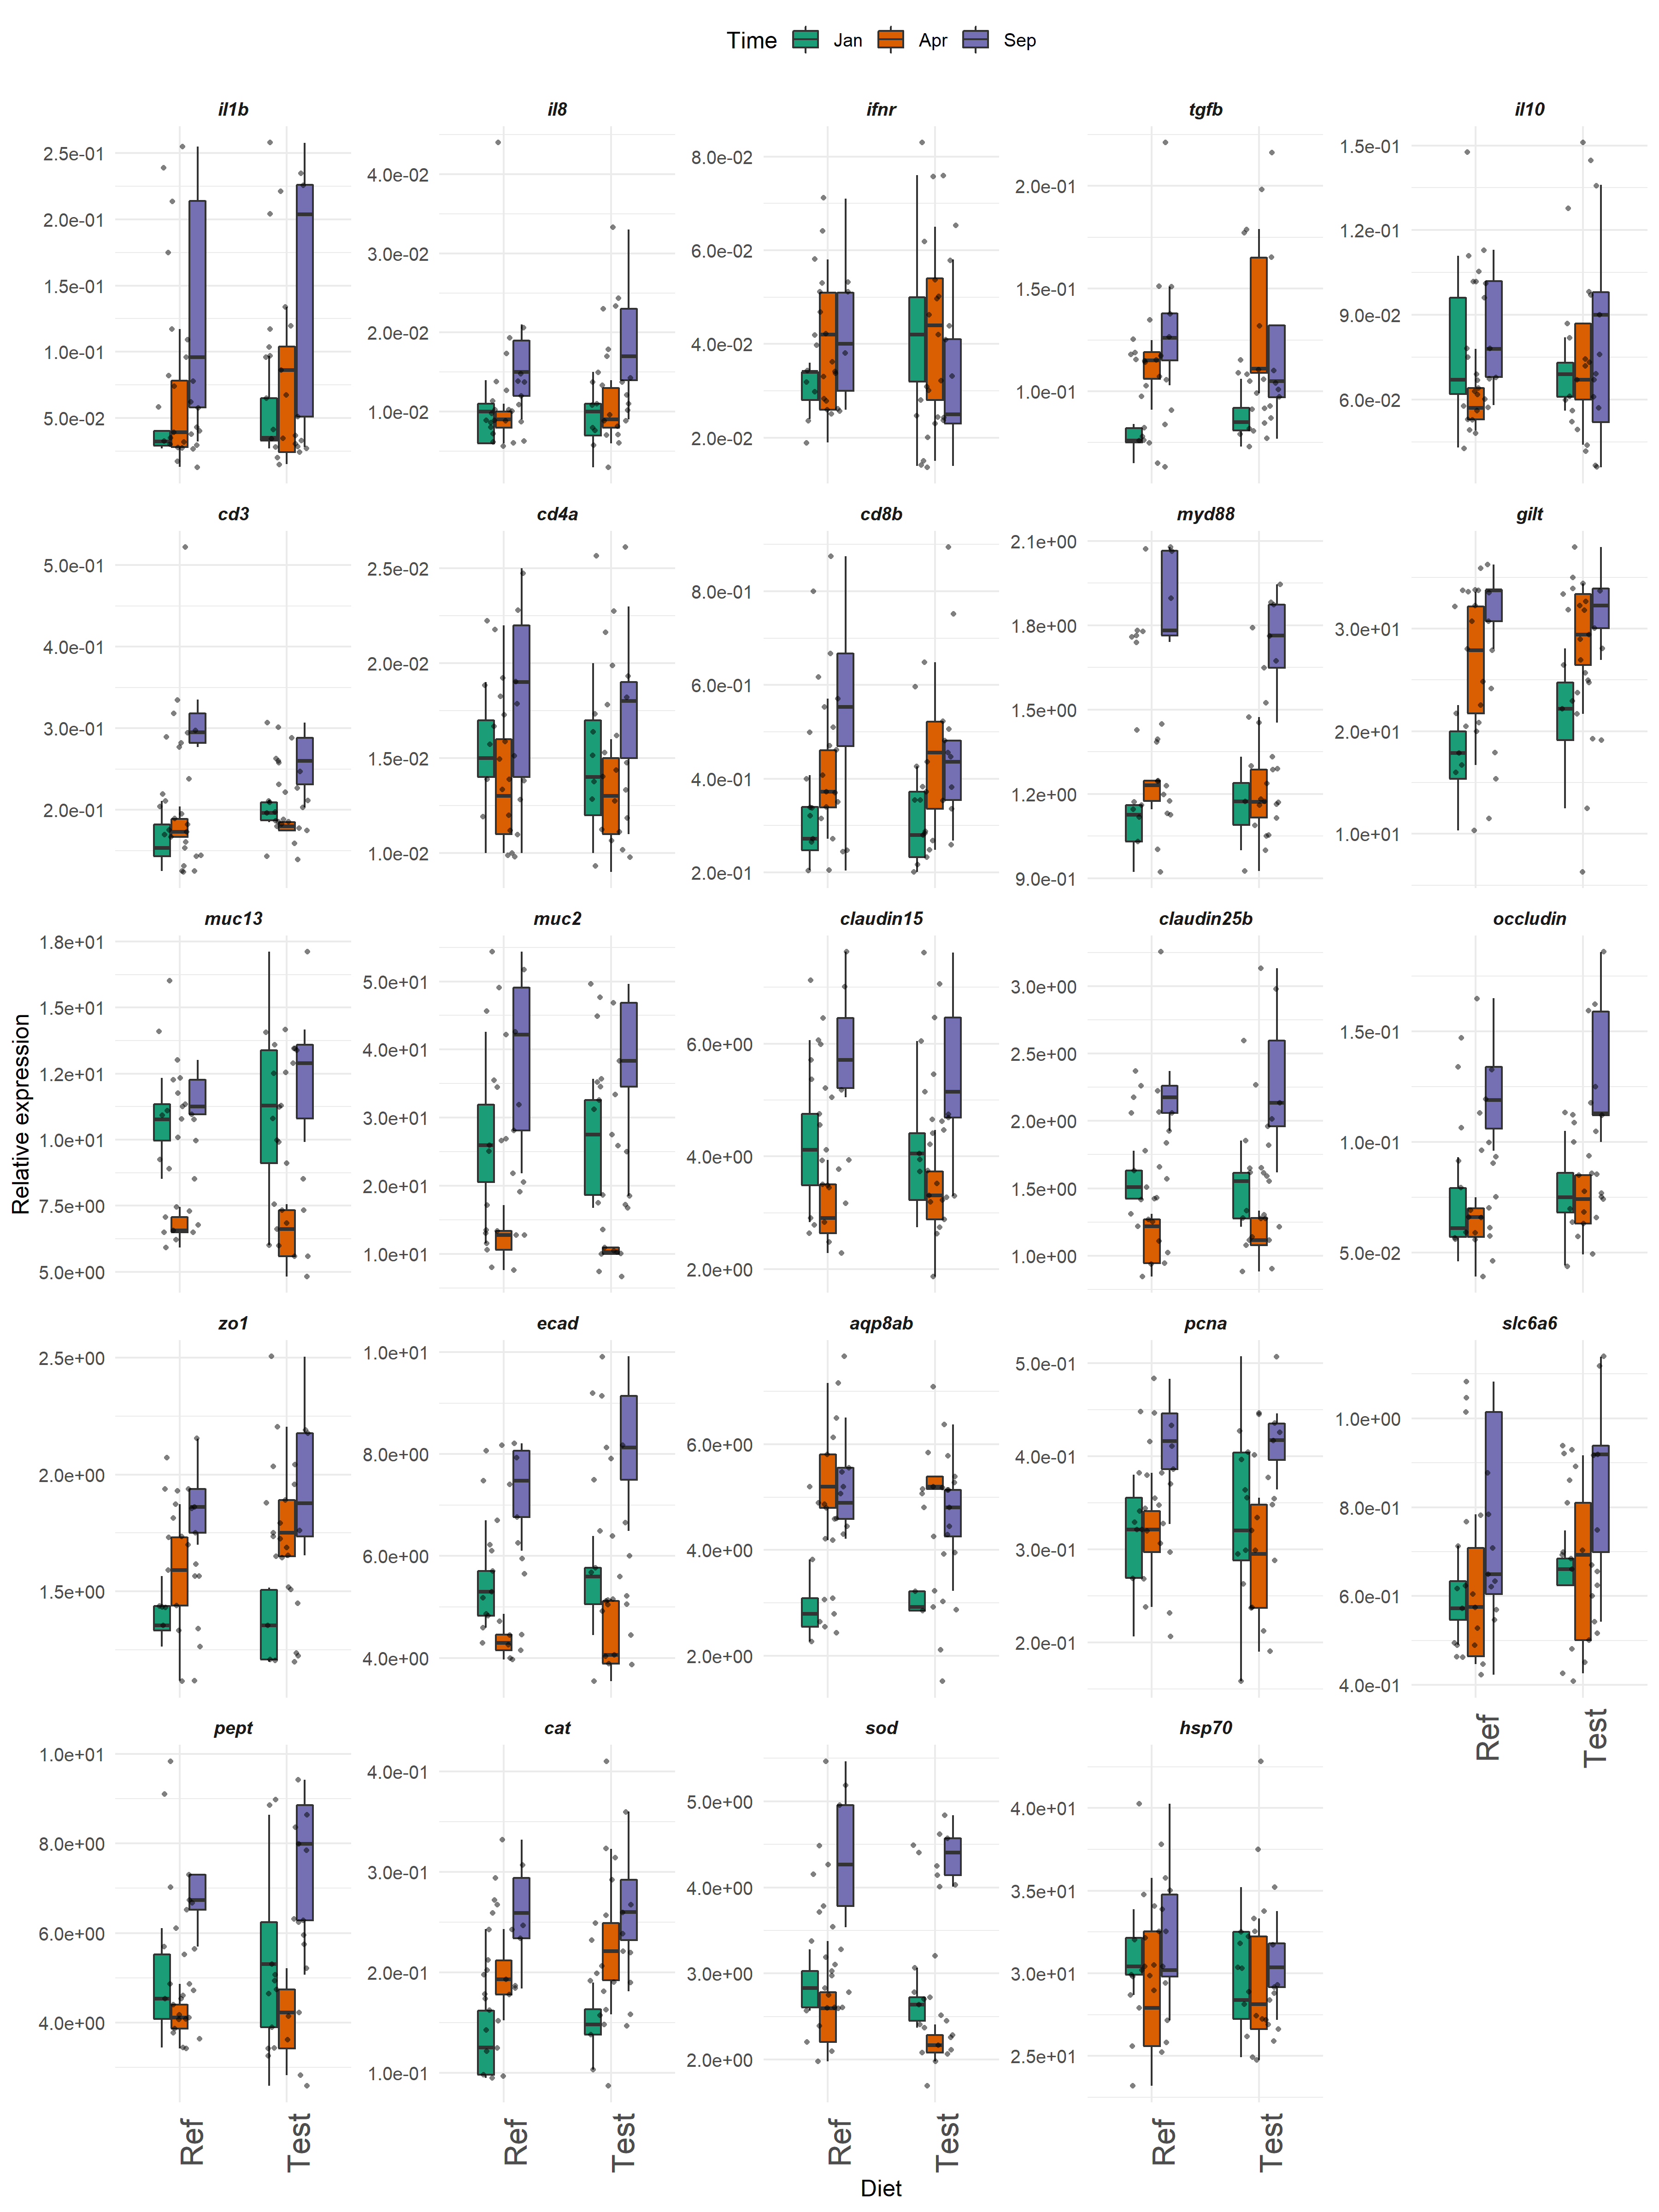 Time Jan Apr Sep
il1b il8 ifnr tgfb il10
2.5e-01 2.0e-01 1.5e-01 1.0e-01 5.0e-02
4.0e-02 3.0e-02 2.0e-02 1.0e-02
8.0e-02 6.0e-02 4.0e-02 2.0e-02
2.0e-01 1.5e-01 1.0e-01
1.5e-01 1.2e-01 9.0e-02 6.0e-02
cd3 cd4a cd8b myd88 gilt
5.0e-01 4.0e-01 3.0e-01 2.0e-01
2.5e-02 2.0e-02 1.5e-02 1.0e-02
8.0e-01 6.0e-01 4.0e-01 2.0e-01
2.1e+00 1.8e+00 1.5e+00 1.2e+00 9.0e-01
3.0e+01 2.0e+01 1.0e+01
muc13 muc2 claudin15 claudin25b occludin
1.8e+01 1.5e+01 1.2e+01 1.0e+01 7.5e+00 5.0e+00
5.0e+01 4.0e+01 3.0e+01 2.0e+01 1.0e+01
6.0e+00 4.0e+00 2.0e+00
3.0e+00 2.5e+00 2.0e+00 1.5e+00 1.0e+00
1.5e-01 1.0e-01 5.0e-02
Relative expression
zo1 ecad aqp8ab pcna slc6a6
2.5e+00 2.0e+00 1.5e+00
1.0e+01 8.0e+00 6.0e+00 4.0e+00
6.0e+00 4.0e+00 2.0e+00
5.0e-01 4.0e-01 3.0e-01 2.0e-01
1.0e+00 8.0e-01 6.0e-01 4.0e-01
Ref Test
pept cat sod hsp70
1.0e+01 8.0e+00 6.0e+00 4.0e+00
4.0e-01 3.0e-01 2.0e-01 1.0e-01
5.0e+00 4.0e+00 3.0e+00 2.0e+00
4.0e+01 3.5e+01 3.0e+01 2.5e+01
Ref Test Ref Test Ref Test Ref Test
Diet